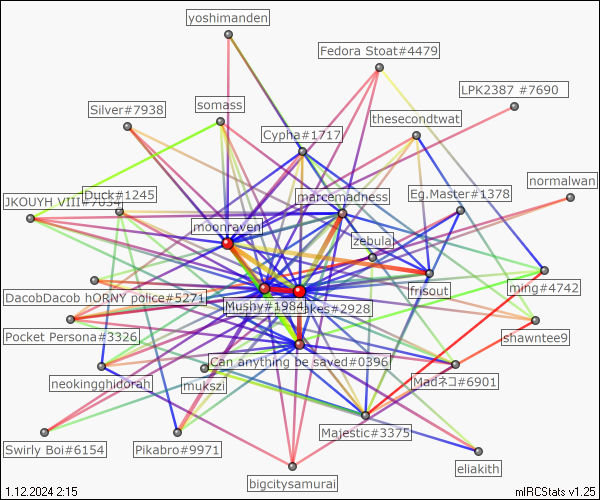 yoshimanden
Fedora Stoat#4479
LPK2387 #7690
Silver#7938
somass
thesecondtwat
Cypha#1717
normalwan
Duck#1245
Eg.Master#1378
JKOUYH VIII#
marcemadness
moonraven
zebula
ming#4742
frisout
DacobDacob hORNY police#5271
Mushy#1984
akes#2928
Pocket Persona#3326
shawntee9
Can anything be saved#0396
neokingghidorah
mukszi
Madネコ#6901
Majestic#3375
Swirly Boi#6154
Pikabro#9971
eliakith
bigcitysamurai
1.12.2024 2:15
mIRCStats v1.25